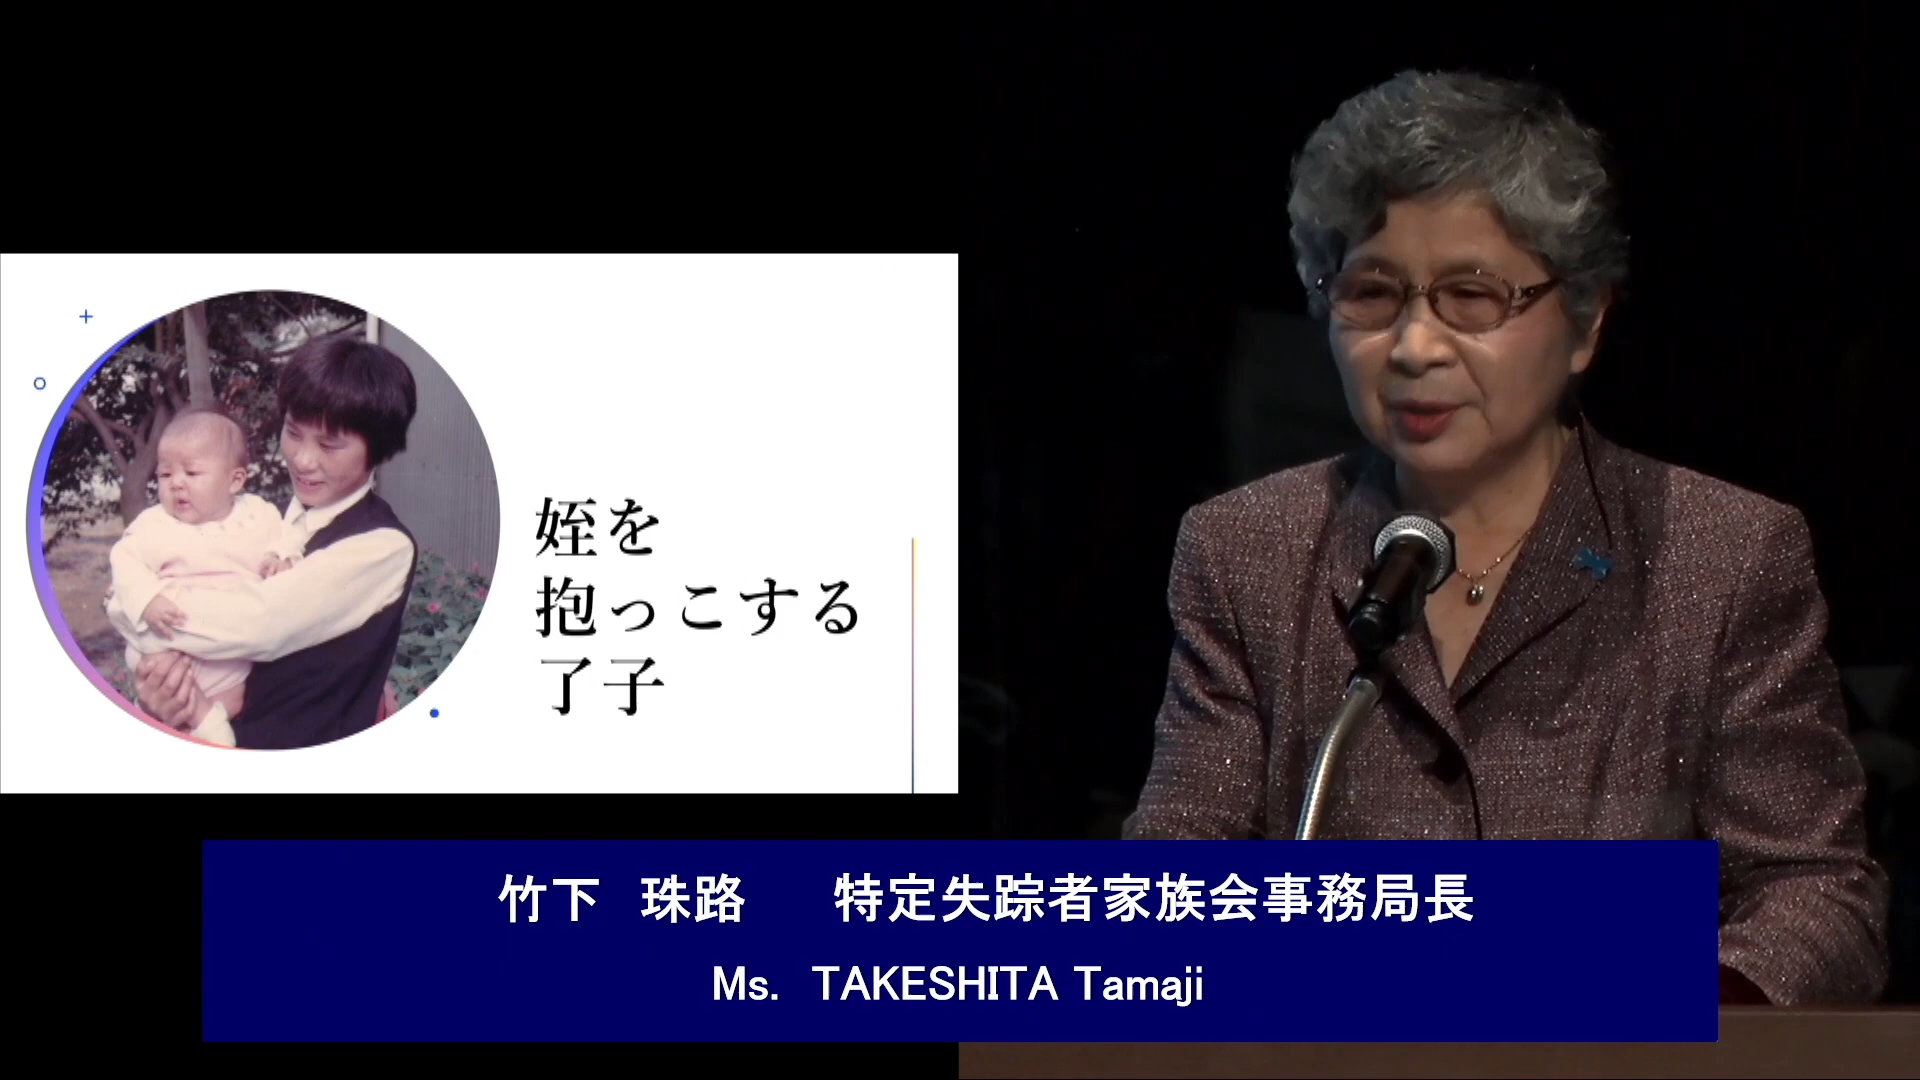 姪を
抱っこする
了子
竹下 珠路 特定失踪者家族会事務局長
Ms. TAKESHITA Tamaji